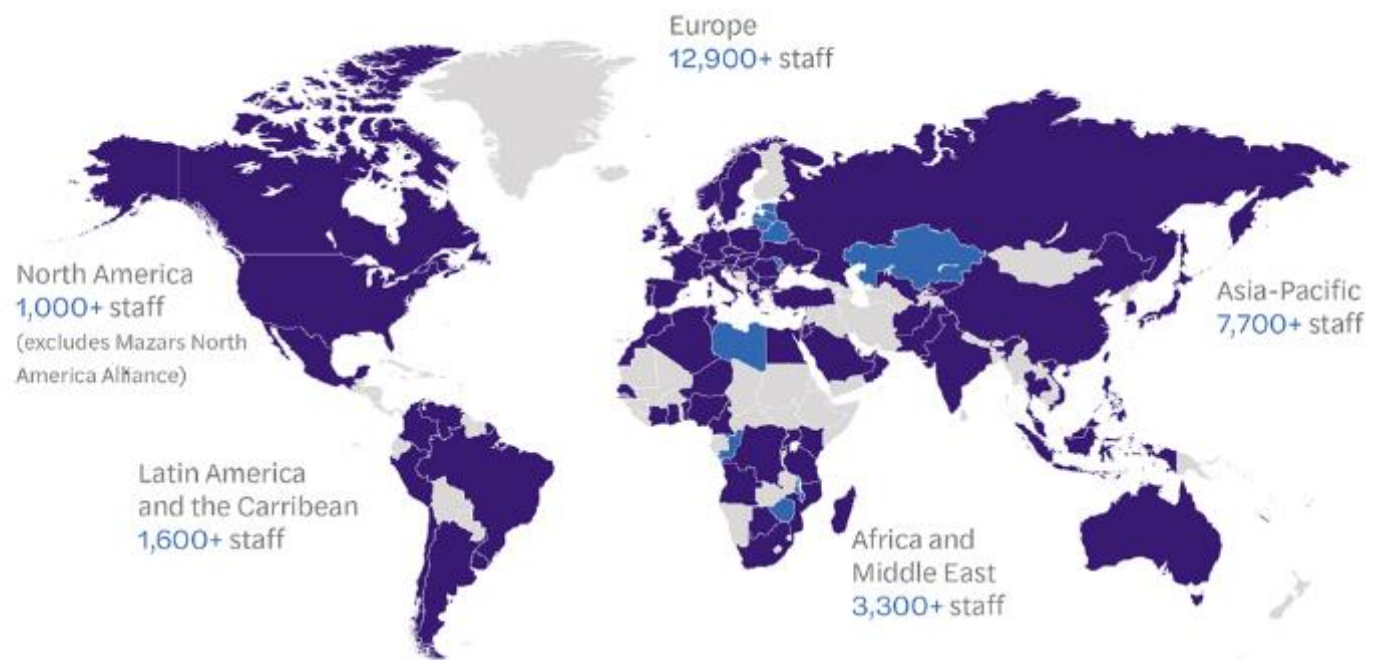 Europe
12,900+ staff
North America
1,000+ staff
(excludes Mazars North
America Alliance)
Asia-Pacific
7,700+ staff
Latin America
and the Carribean
1,600+ staff
Africa and
Middle East
3,300+ staff